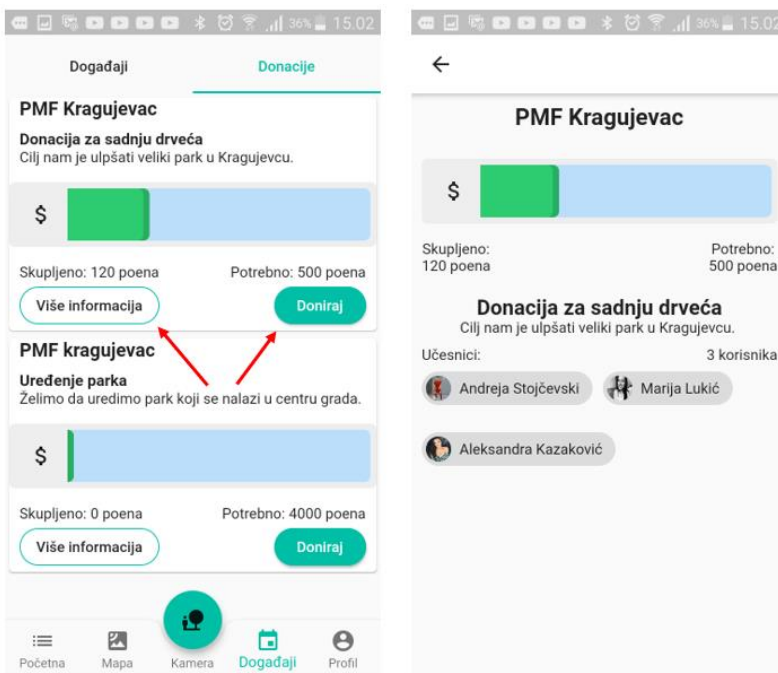 36% 15.02
Događaji Donacije
PMF Kragujevac
Donacija za sadnju drveća
Cilj nam je ulpšati veliki park u Kragujevcu.
$
Skupljeno: 120 poena Potrebno: 500 poena
Više informacija Doniraj
PMF kragujevac
Uređenje parka
Želimo da uredimo park koji se nalazi u centru grada.
$
Skupljeno: 0 poena Potrebno: 4000 poena
Više informacija Doniraj
Početna Mapa Kamera Događaji Profil
36% 15.02
PMF Kragujevac
$
Skupljeno: Potrebno:
120 poena 500 poena
Donacija za sadnju drveća
Cilj nam je ulpšati veliki park u Kragujevcu.
Učesnici: 3 korisnika
Andreja Stojčevski Marija Lukić
Aleksandra Kazaković